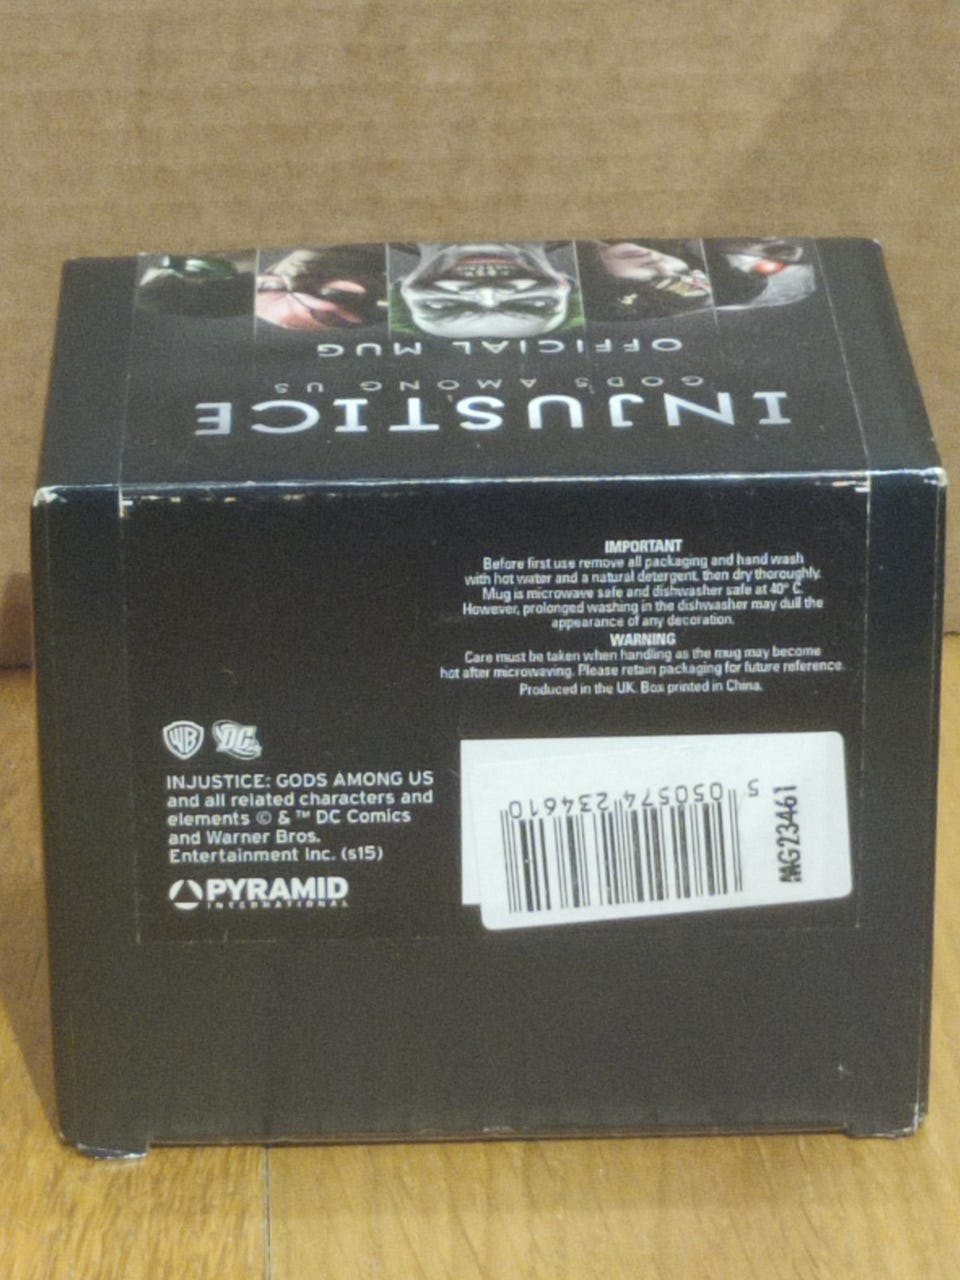 OFFICIAL MUG
GODS AMONG US
INJUSTICE
IMPORTANT
Before first use remove all packaging and hand wash
with hot water and a natural detergent, then dry thoroughly.
Mug is microwave safe and dishwasher safe at 40° C.
However, prolonged washing in the dishwasher may dull the
appearance of any decoration.
WARNING
Care must be taken when handling as the mug may become
hot after microwaving. Please retain packaging for future reference.
Produced in the UK. Box printed in China.
WB DC
INJUSTICE: GODS AMONG US
and all related characters and
elements © & ™ DC Comics
and Warner Bros.
Entertainment Inc. (s15)
PYRAMID
INTERNATIONAL
5 050574 234610
MG23461